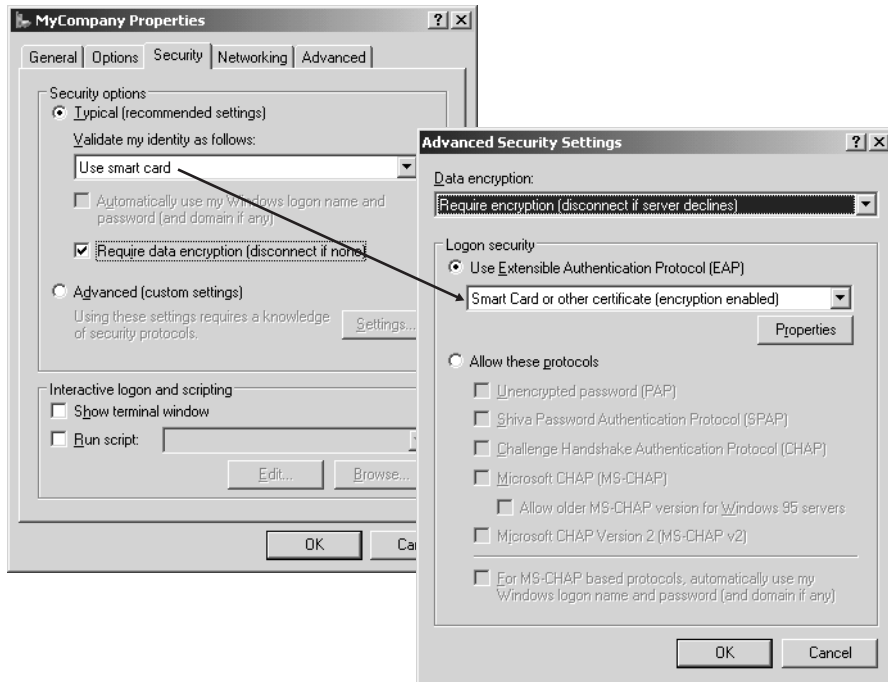 MyCompany Properties
General Options Security Networking Advanced
Security options
Typical (recommended settings)
Validate my identity as follows:
Use smart card
Automatically use my Windows logon name and
password (and domain if any)
Require data encryption (disconnect if none)
Advanced (custom settings)
Using these settings requires a knowledge
of security protocols.
Settings...
Interactive logon and scripting
Show terminal window
Run script:
Edit... Browse...
OK Ca
Advanced Security Settings
Data encryption:
Require encryption (disconnect if server declines)
Logon security
Use Extensible Authentication Protocol (EAP)
Smart Card or other certificate (encryption enabled)
Properties
Allow these protocols
Unencrypted password (PAP)
Shiva Password Authentication Protocol (SPAP)
Challenge Handshake Authentication Protocol (CHAP)
Microsoft CHAP (MS-CHAP)
Allow older MS-CHAP version for Windows 95 servers
Microsoft CHAP Version 2 (MS-CHAP v2)
For MS-CHAP based protocols, automatically use my
Windows logon name and password (and domain if any)
OK Cancel